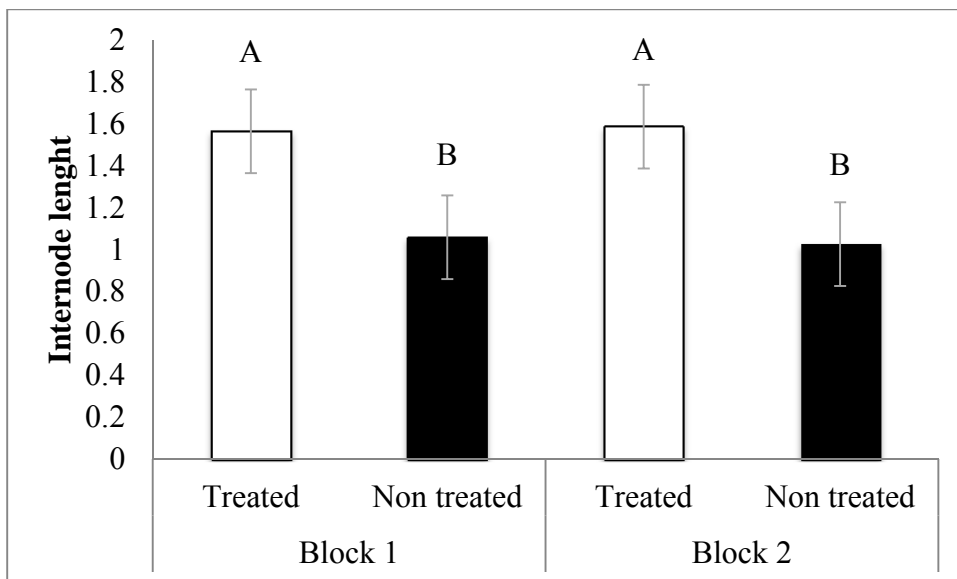 Internode lenght
2
1.8
1.6
1.4
1.2
1
0.8
0.6
0.4
0.2
0
A
B
A
B
Treated
Non treated
Treated
Non treated
Block 1
Block 2